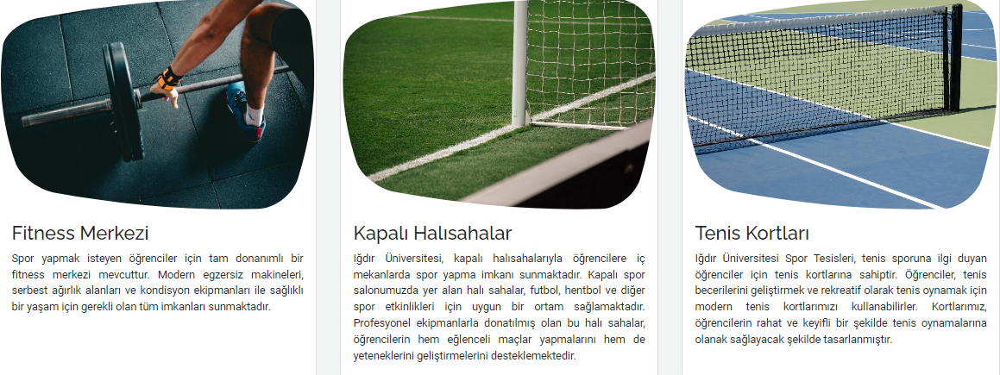 Fitness Merkezi
Spor yapmak isteyen öğrenciler için tam donanımlı bir
fitness merkezi mevcuttur. Modern egzersiz makineleri,
serbest ağırlık alanları ve kondisyon ekipmanları ile sağlıklı
bir yaşam için gerekli olan tüm imkanları sunmaktadır.
Kapalı Halısahalar
Iğdır Üniversitesi, kapalı halısahalarıyla öğrencilere iç
mekanlarda spor yapma imkanı sunmaktadır. Kapalı spor
salonumuzda yer alan halı sahalar, futbol, hentbol ve diğer
spor etkinlikleri için uygun bir ortam sağlamaktadır.
Profesyonel ekipmanlarla donatılmış olan bu halı sahalar,
öğrencilerin hem eğlenceli maçlar yapmalarını hem de
yeteneklerini geliştirmelerini desteklemektedir.
Tenis Kortları
Iğdır Üniversitesi Spor Tesisleri, tenis sporuna ilgi duyan
öğrenciler için tenis kortlarına sahiptir. Öğrenciler, tenis
becerilerini geliştirmek ve rekreatif olarak tenis oynamak için
modern tenis kortlarımızı kullanabilirler. Kortlarımız,
öğrencilerin rahat ve keyifli bir şekilde tenis oynamalarına
olanak sağlayacak şekilde tasarlanmıştır.